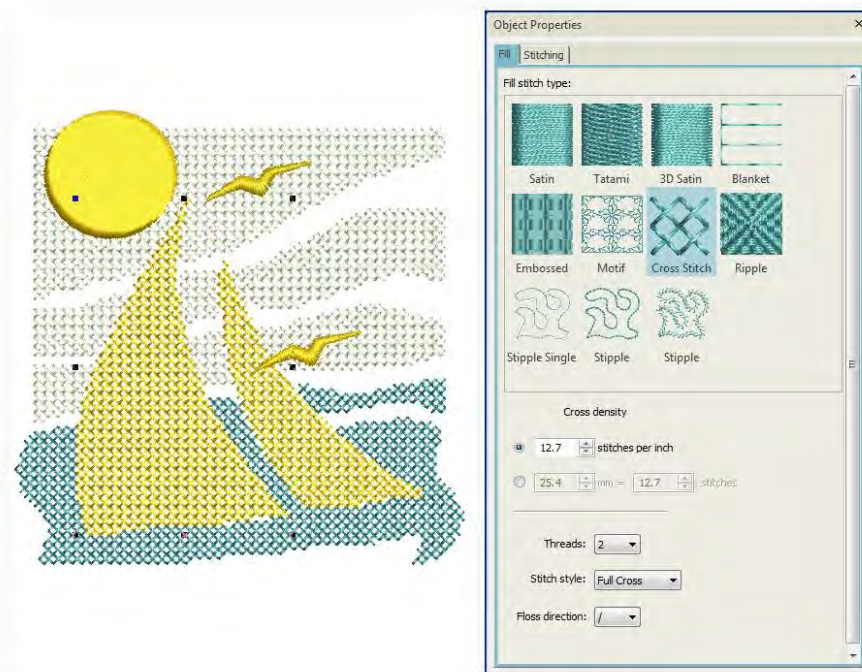 Object Properties
Fill Stitching
Fill stitch type:
Satin Tatami 3D Satin Blanket
Embossed Motif Cross Stitch Ripple
Stipple Single Stipple Stipple
Cross density
12.7 stitches per inch
25.4 mm = 12.7 stitches
Threads: 2
Stitch style: Full Cross
Floss direction: /